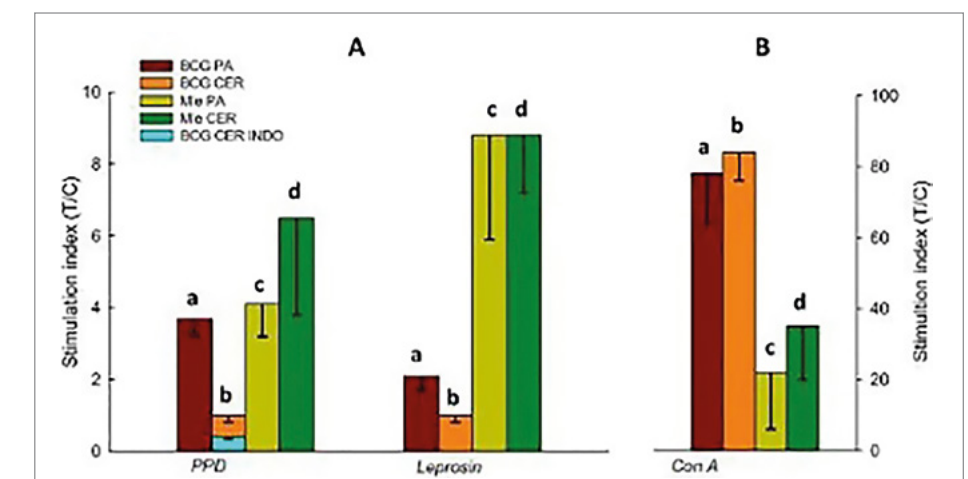 A
B
BCG PA
BCG CER
Me PA
Me CER
BCG CER INDO
Stimulation index (T/C)
10
8
6
4
2
0
a
b
c
d
a
b
c
d
PPD
Leprosin
a
b
c
d
Con A
100
80
60
40
20
0
Stimultion index (T/C)